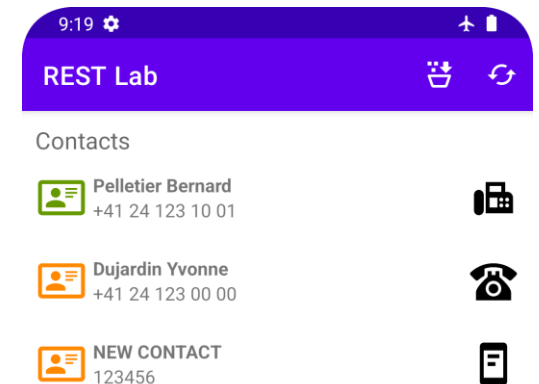 9:19
REST Lab
Contacts
Pelletier Bernard
+41 24 123 10 01
Dujardin Yvonne
+41 24 123 00 00
NEW CONTACT
123456